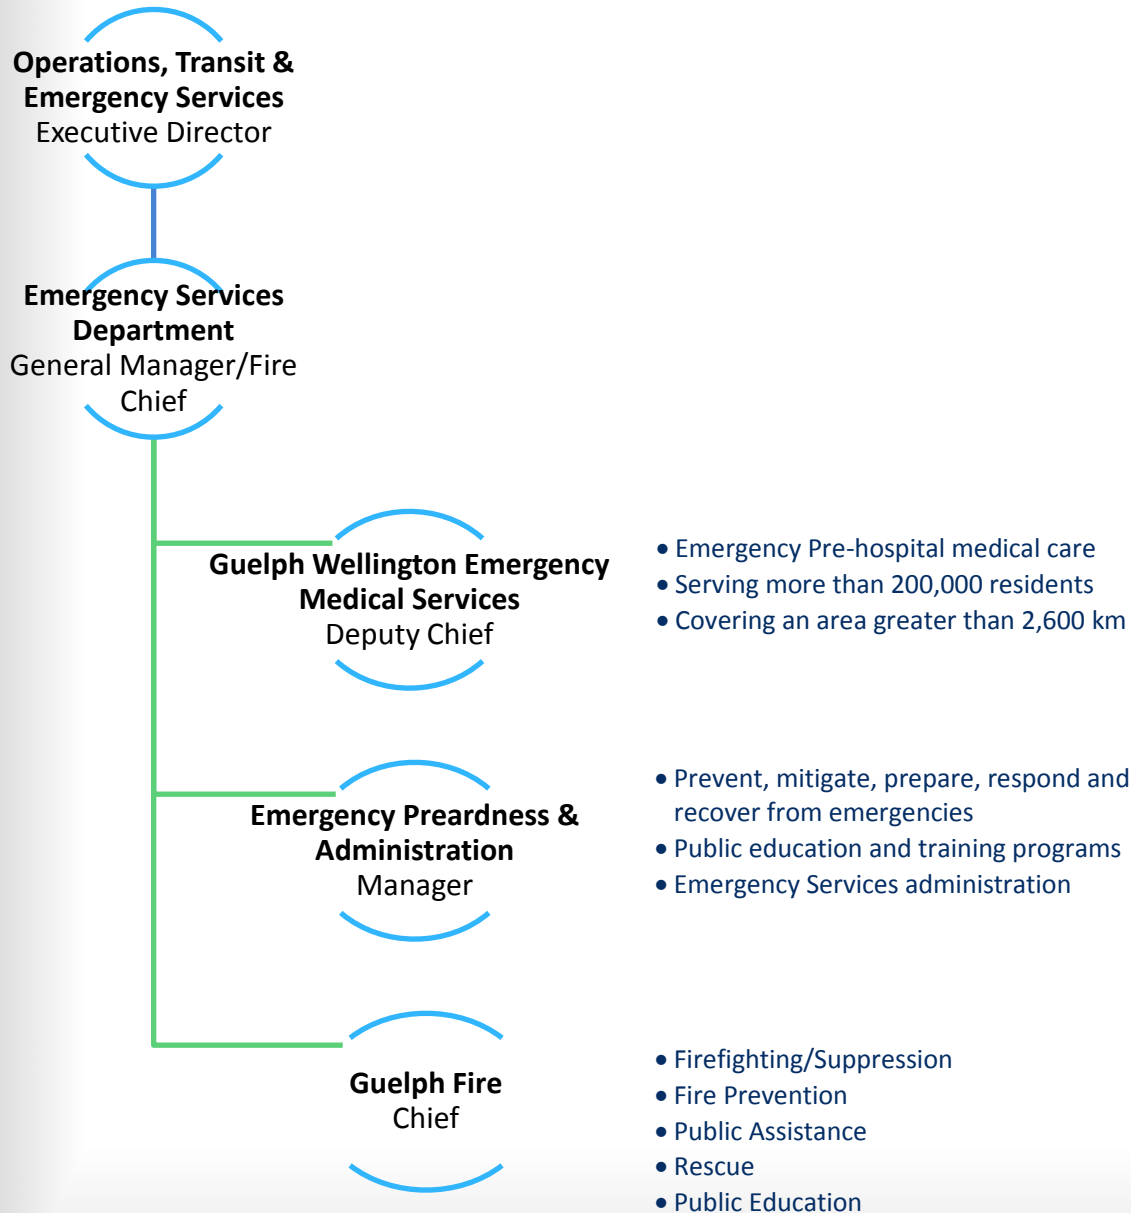 Operations, Transit &
Emergency Services
Executive Director
Emergency Services
Department
General Manager/Fire
Chief
Guelph Wellington Emergency
Medical Services
Deputy Chief
• Emergency Pre-hospital medical care
• Serving more than 200,000 residents
• Covering an area greater than 2,600 km
Emergency Preardness &
Administration
Manager
• Prevent, mitigate, prepare, respond and
recover from emergencies
• Public education and training programs
• Emergency Services administration
Guelph Fire
Chief
• Firefighting/Suppression
• Fire Prevention
• Public Assistance
• Rescue
• Public Education